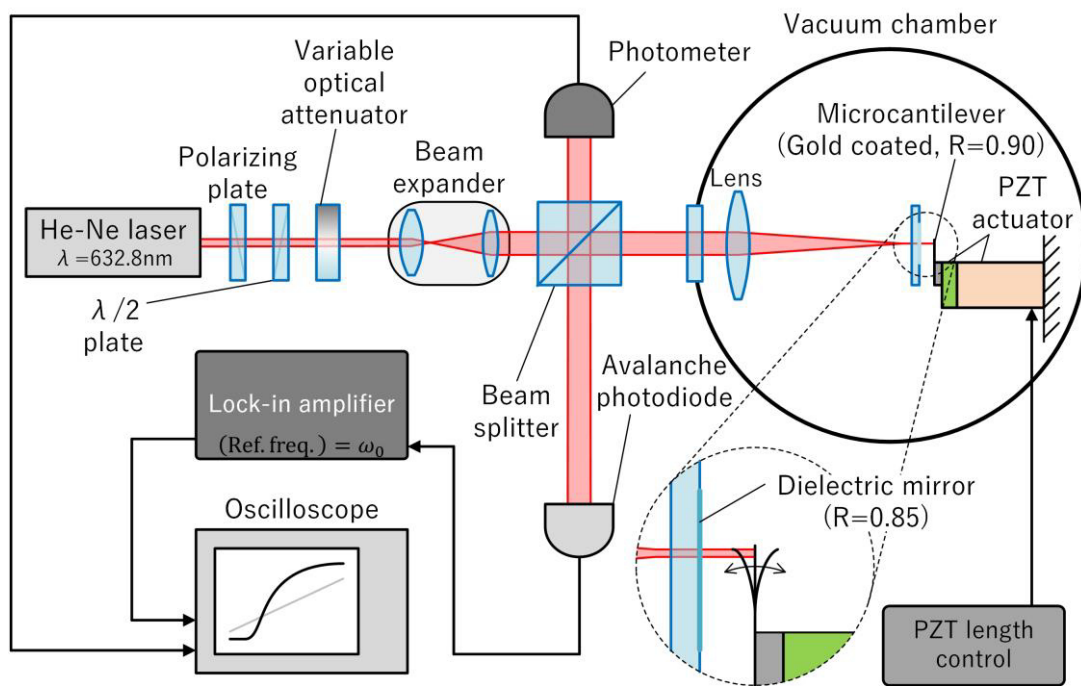 Vacuum chamber
Photometer
Variable
optical
attenuator
Microcantilever
(Gold coated, R=0.90)
Polarizing
plate
Beam
expander
Lens
PZT
actuator
He-Ne laser
λ=632.8nm
λ/2
plate
Beam
splitter
Avalanche
photodiode
Lock-in amplifier
(Ref. freq.) = ω₀
Dielectric mirror
(R=0.85)
Oscilloscope
PZT length
control